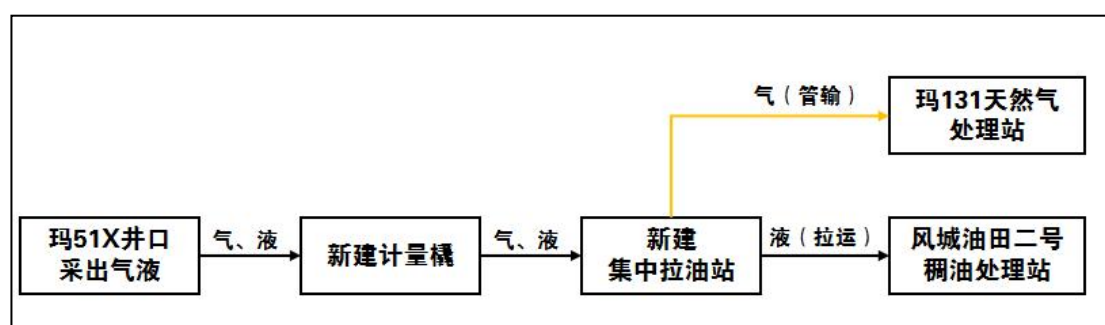 气（管输）
玛131天然气
处理站
玛51X井口
采出气液
气、液
新建计量橇
气、液
新建
集中拉油站
液（拉运）
风城油田二号
稠油处理站